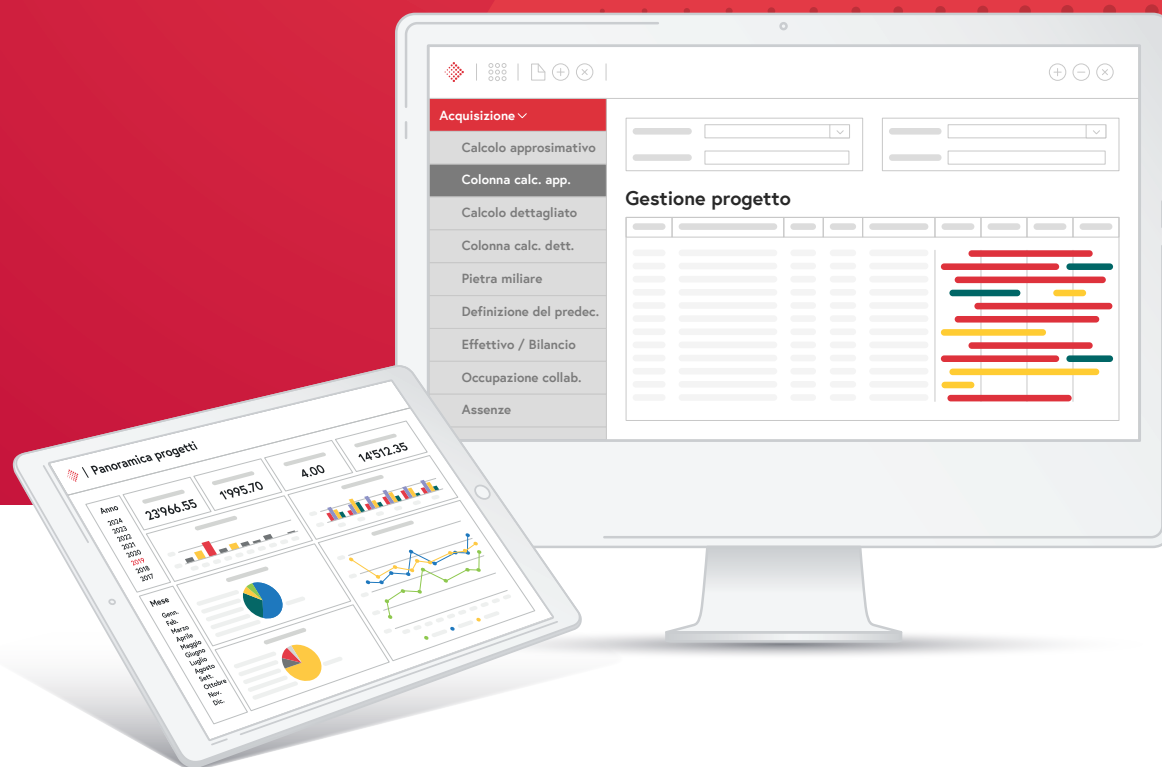 Acquisizione
Calcolo approsimativo
Colonna calc. app.
Calcolo dettagliato
Colonna calc. dett.
Pietra miliare
Definizione del predec.
Effettivo / Bilancio
Occupazione collab.
Assenze
Gestione progetto
Panoramica progetti
23'966.55
1'995.70
4.00
14'512.35
Anno
2024
2023
2022
2021
2020
2019
2018
2017
Mese
Genn.
Feb.
Marzo
Aprile
Maggio
Giugno
Luglio
Agosto
Sett.
Ottobre
Nov.
Dic.